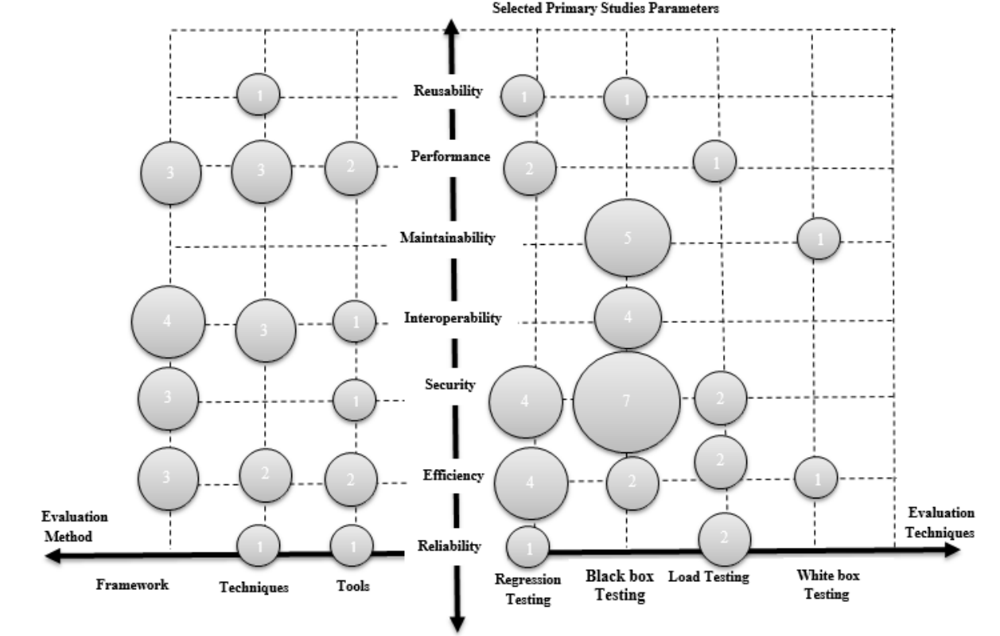 Selected Primary Studies Parameters
Reusability
1
1
1
Performance
3
3
2
2
1
Maintainability
5
1
Interoperability
4
3
1
4
Security
3
1
4
7
2
Efficiency
3
2
2
4
2
2
1
Evaluation
Method
Evaluation
Techniques
Reliability
1
1
1
2
Framework
Techniques
Tools
Regression
Testing
Black box
Testing
Load Testing
White box
Testing